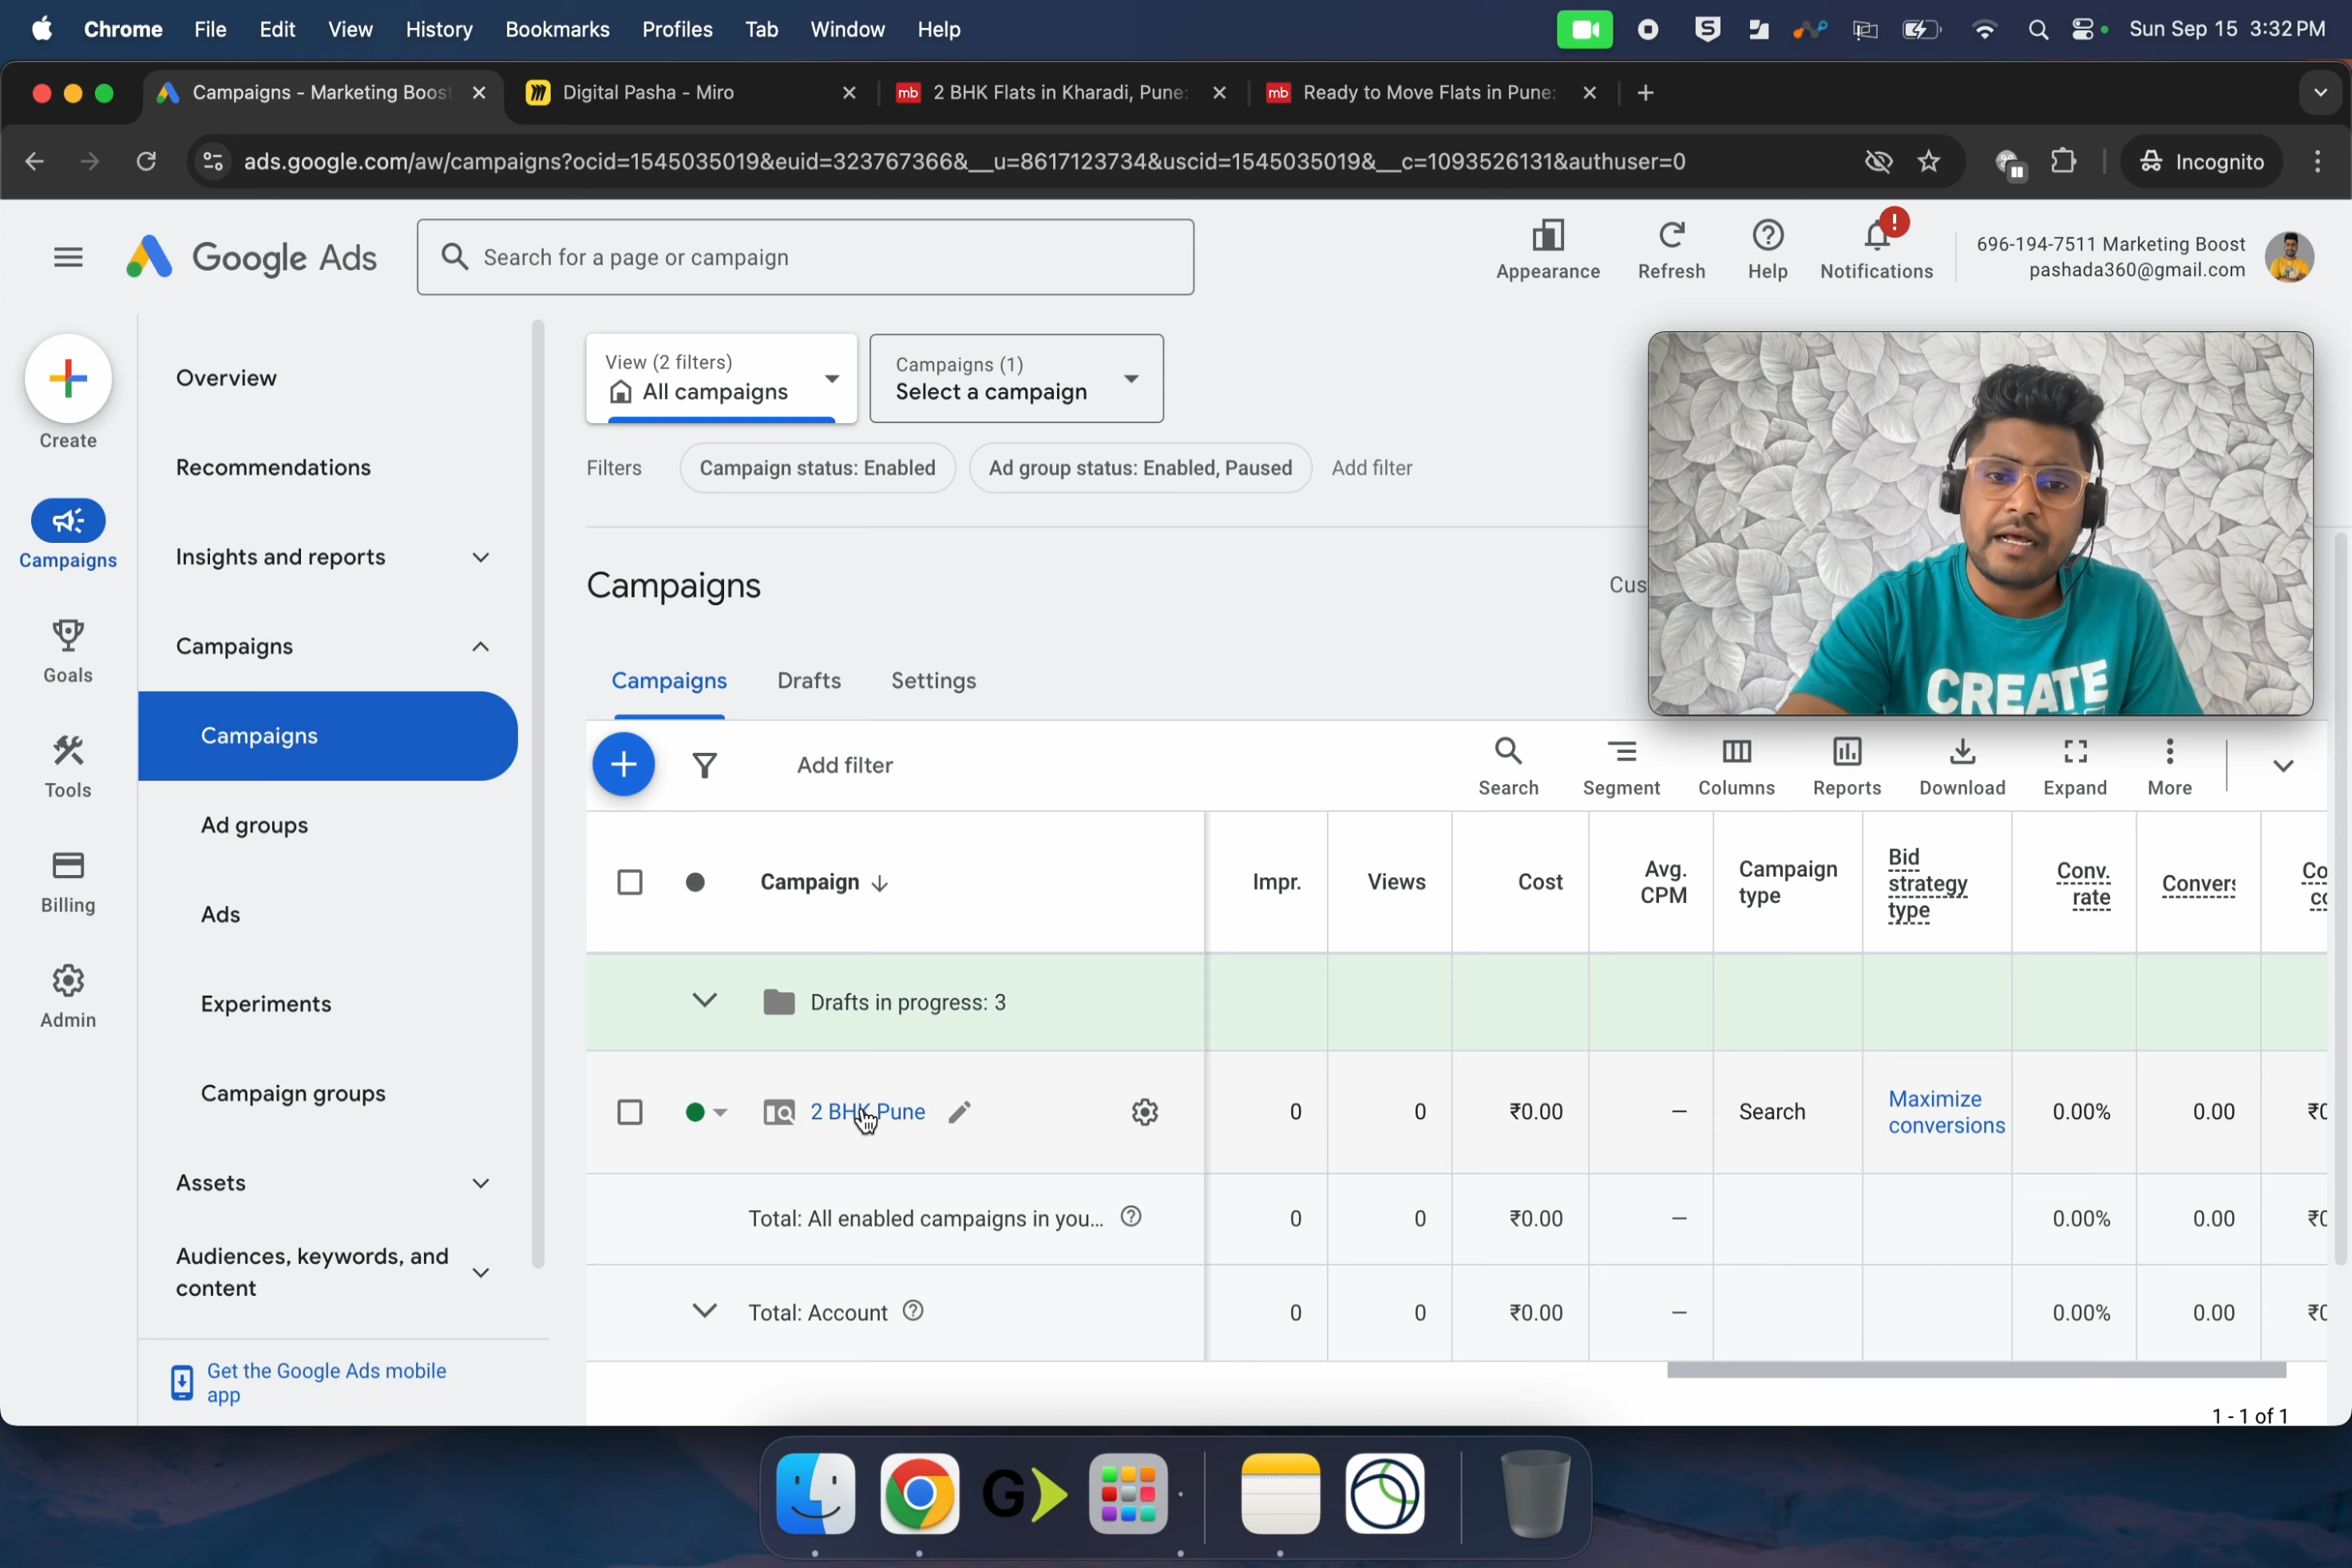 Chrome File Edit View History Bookmarks Profiles Tab Window Help Sun Sep 15 3:32 PM
Campaigns - Marketing Boost Digital Pasha - Miro mb 2 BHK Flats in Kharadi, Pune: mb Ready to Move Flats in Pune:
ads.google.com/aw/campaigns?ocid=1545035019&euid=323767366&__u=8617123734&uscid=1545035019&__c=1093526131&authuser=0 Incognito
Google Ads
Search for a page or campaign
Appearance Refresh Help Notifications
696-194-7511 Marketing Boost
pashada360@gmail.com
Create
Campaigns
Goals
Tools
Billing
Admin
Overview
Recommendations
Insights and reports
Campaigns
Campaigns
Ad groups
Ads
Experiments
Campaign groups
Assets
Audiences, keywords, and
content
Get the Google Ads mobile
app
View (2 filters)
All campaigns
Campaigns (1)
Select a campaign
Filters Campaign status: Enabled Ad group status: Enabled, Paused Add filter
Campaigns
Cus
CREATE
Campaigns Drafts Settings
Add filter
Search Segment Columns Reports Download Expand More
Campaign Impr. Views Cost Avg. CPM Campaign type Bid strategy type Conv. rate Convers Co
Drafts in progress: 3
2 BHK Pune 0 0 ₹0.00 – Search Maximize conversions 0.00% 0.00 ₹0
Total: All enabled campaigns in you... 0 0 ₹0.00 – 0.00% 0.00 ₹0
Total: Account 0 0 ₹0.00 – 0.00% 0.00 ₹0
1 - 1 of 1